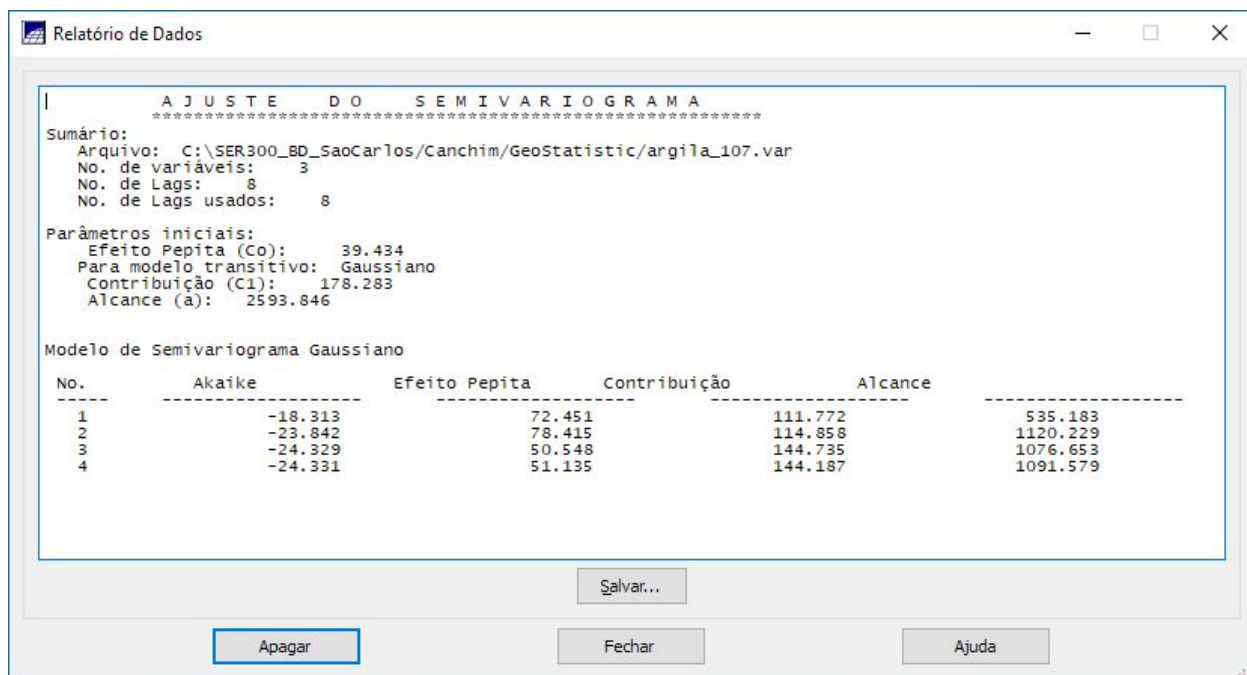 Relatório de Dados
A J U S T E D O S E M I V A R I O G R A M A
**********************************************************
Sumário:
Arquivo: C:\SER300_BD_SaoCarlos/Canchim/GeoStatistic/argila_107.var
No. de variáveis: 3
No. de Lags: 8
No. de Lags usados: 8
Parâmetros iniciais:
Efeito Pepita (Co): 39.434
Para modelo transitivo: Gaussiano
Contribuição (C1): 178.283
Alcance (a): 2593.846
Modelo de Semivariograma Gaussiano
No. Akaike Efeito Pepita Contribuição Alcance
----- ------------------- ------------------- ------------------- -------------------
1 -18.313 72.451 111.772 535.183
2 -23.842 78.415 114.858 1120.229
3 -24.329 50.548 144.735 1076.653
4 -24.331 51.135 144.187 1091.579
Salvar...
Apagar Fechar Ajuda